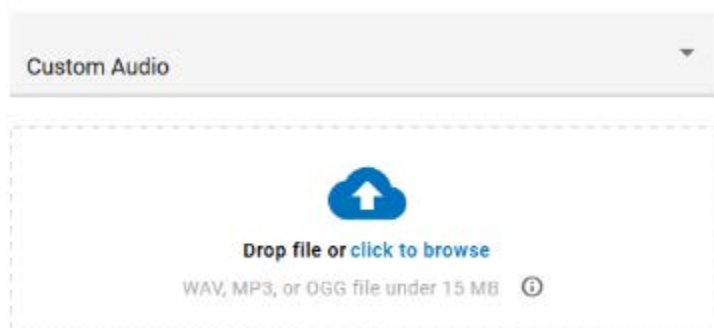 Custom Audio
Drop file or click to browse
WAV, MP3, or OGG file under 15 MB